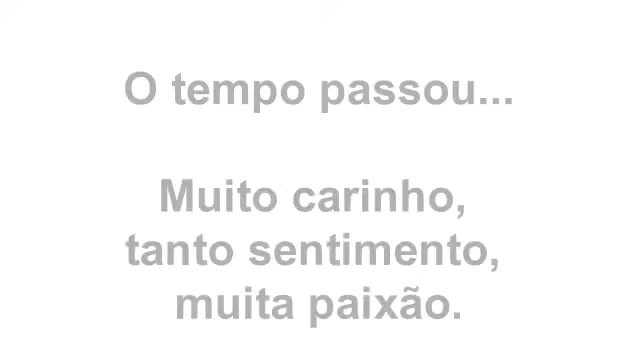 O tempo passou...
Muito carinho,
tanto sentimento,
muita paixão.